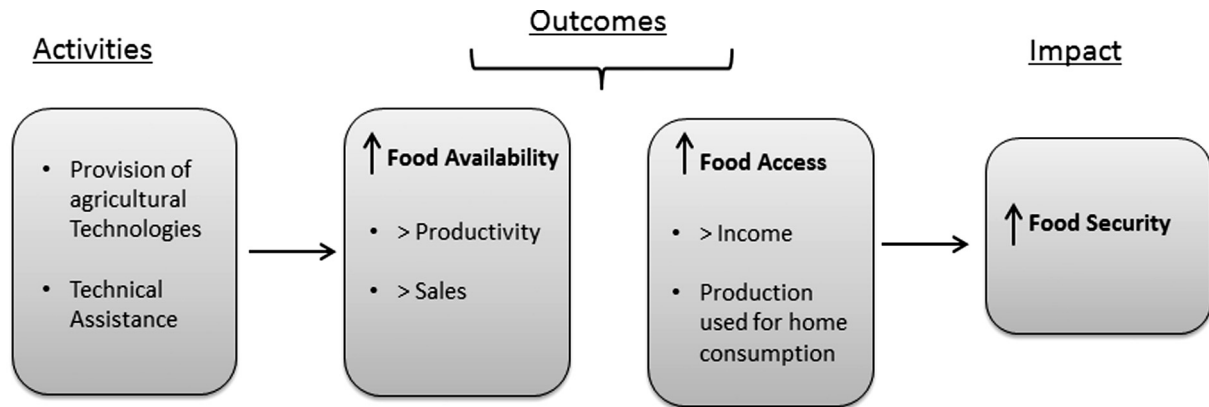 Activities
Outcomes
Impact
• Provision of
agricultural
Technologies
• Technical
Assistance
↑ Food Availability
• > Productivity
• > Sales
↑ Food Access
• > Income
• Production
used for home
consumption
↑ Food Security